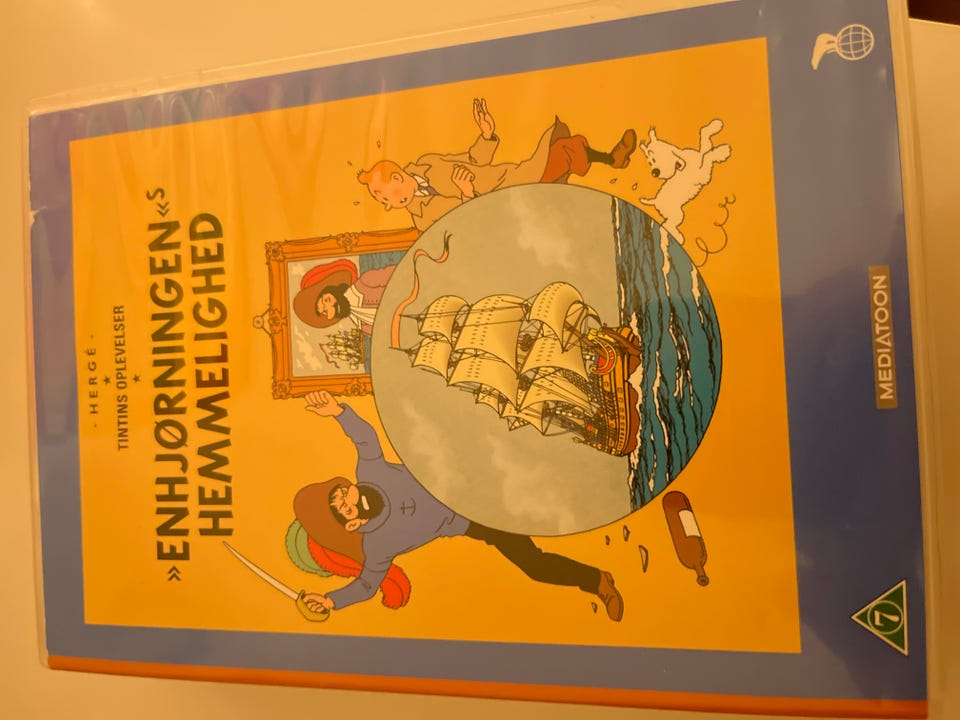 - HERGÉ -
TINTINS OPLEVELSER
»ENHJØRNINGEN«S
HEMMELIGHED
MEDIATOON
7